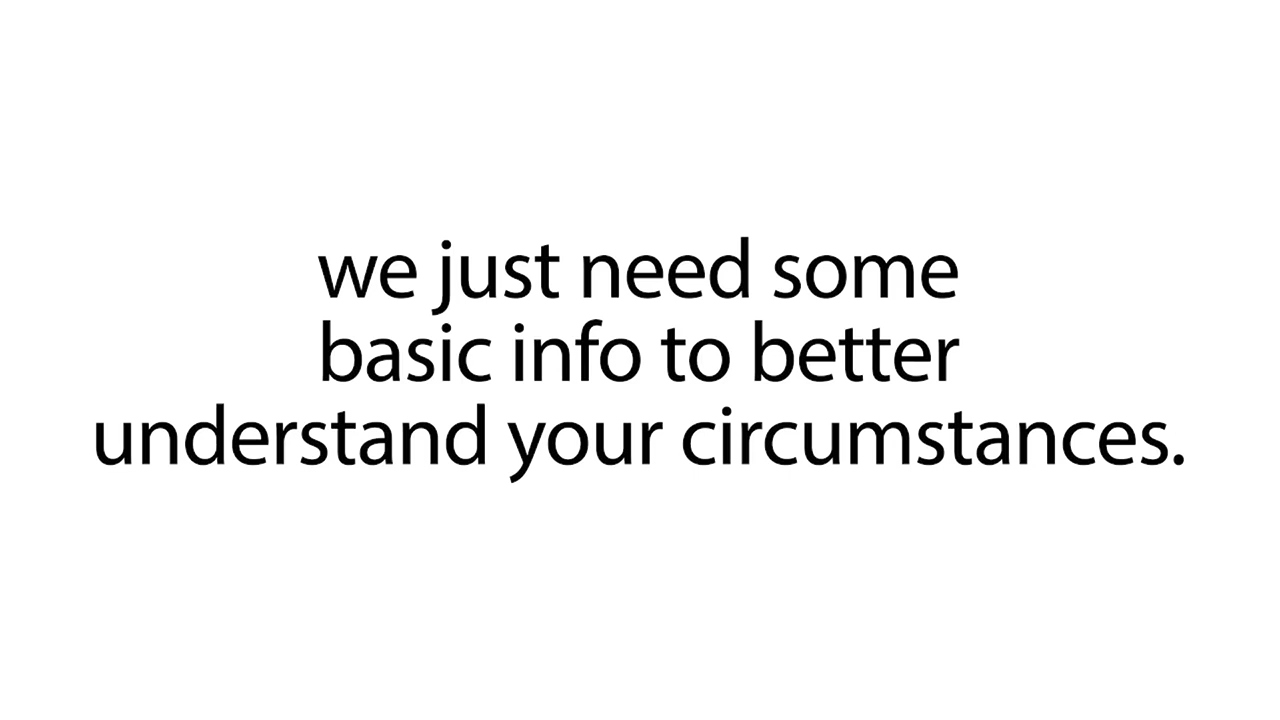 we just need some
basic info to better
understand your circumstances.